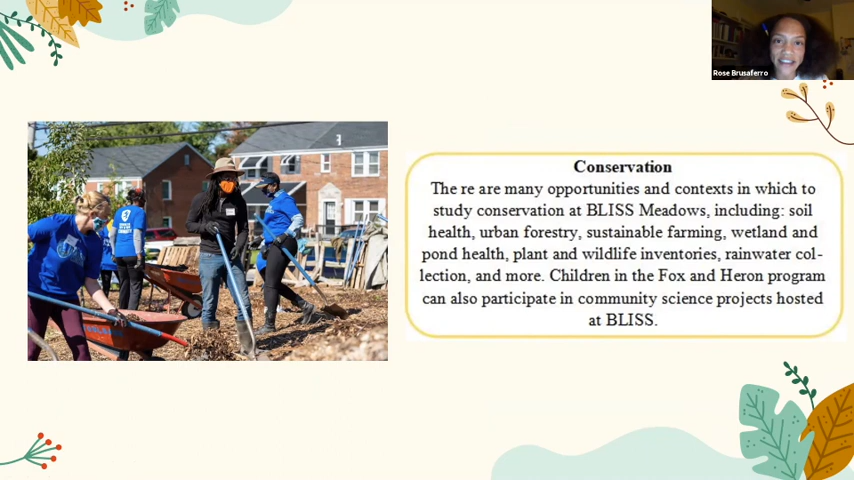 Rose Brusaferro
Conservation
The re are many opportunities and contexts in which to
study conservation at BLISS Meadows, including: soil
health, urban forestry, sustainable farming, wetland and
pond health, plant and wildlife inventories, rainwater col-
lection, and more. Children in the Fox and Heron program
can also participate in community science projects hosted
at BLISS.